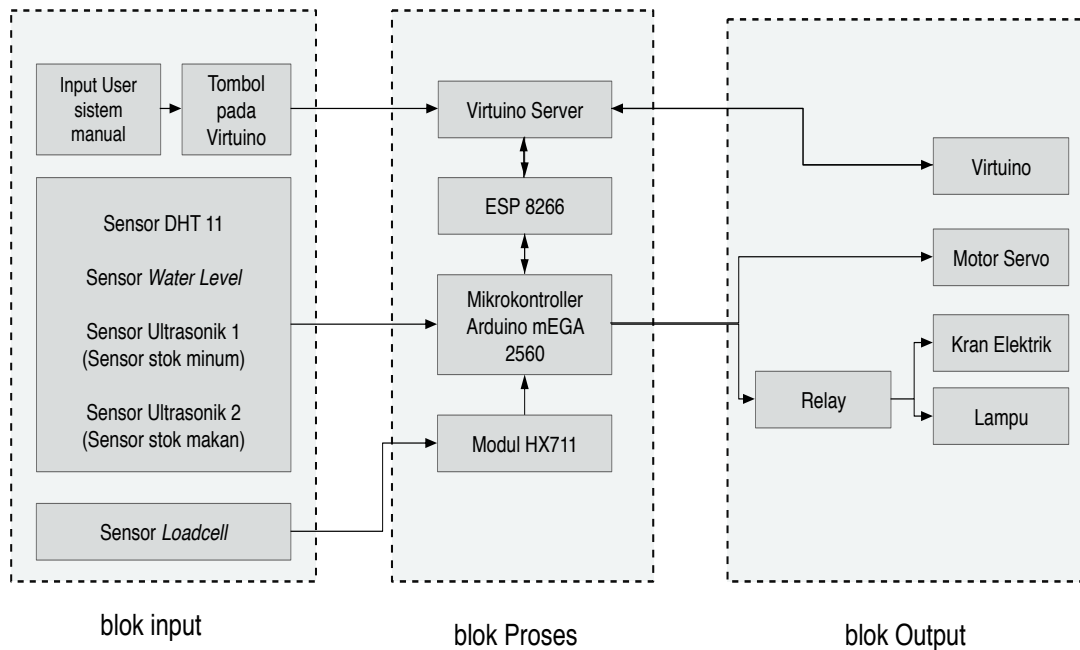 Input User
sistem
manual
Tombol
pada
Virtuino
Sensor DHT 11
Sensor Water Level
Sensor Ultrasonik 1
(Sensor stok minum)
Sensor Ultrasonik 2
(Sensor stok makan)
Sensor Loadcell
blok input
Virtuino Server
ESP 8266
Mikrokontroller
Arduino mEGA
2560
Modul HX711
blok Proses
Virtuino
Motor Servo
Relay
Kran Elektrik
Lampu
blok Output